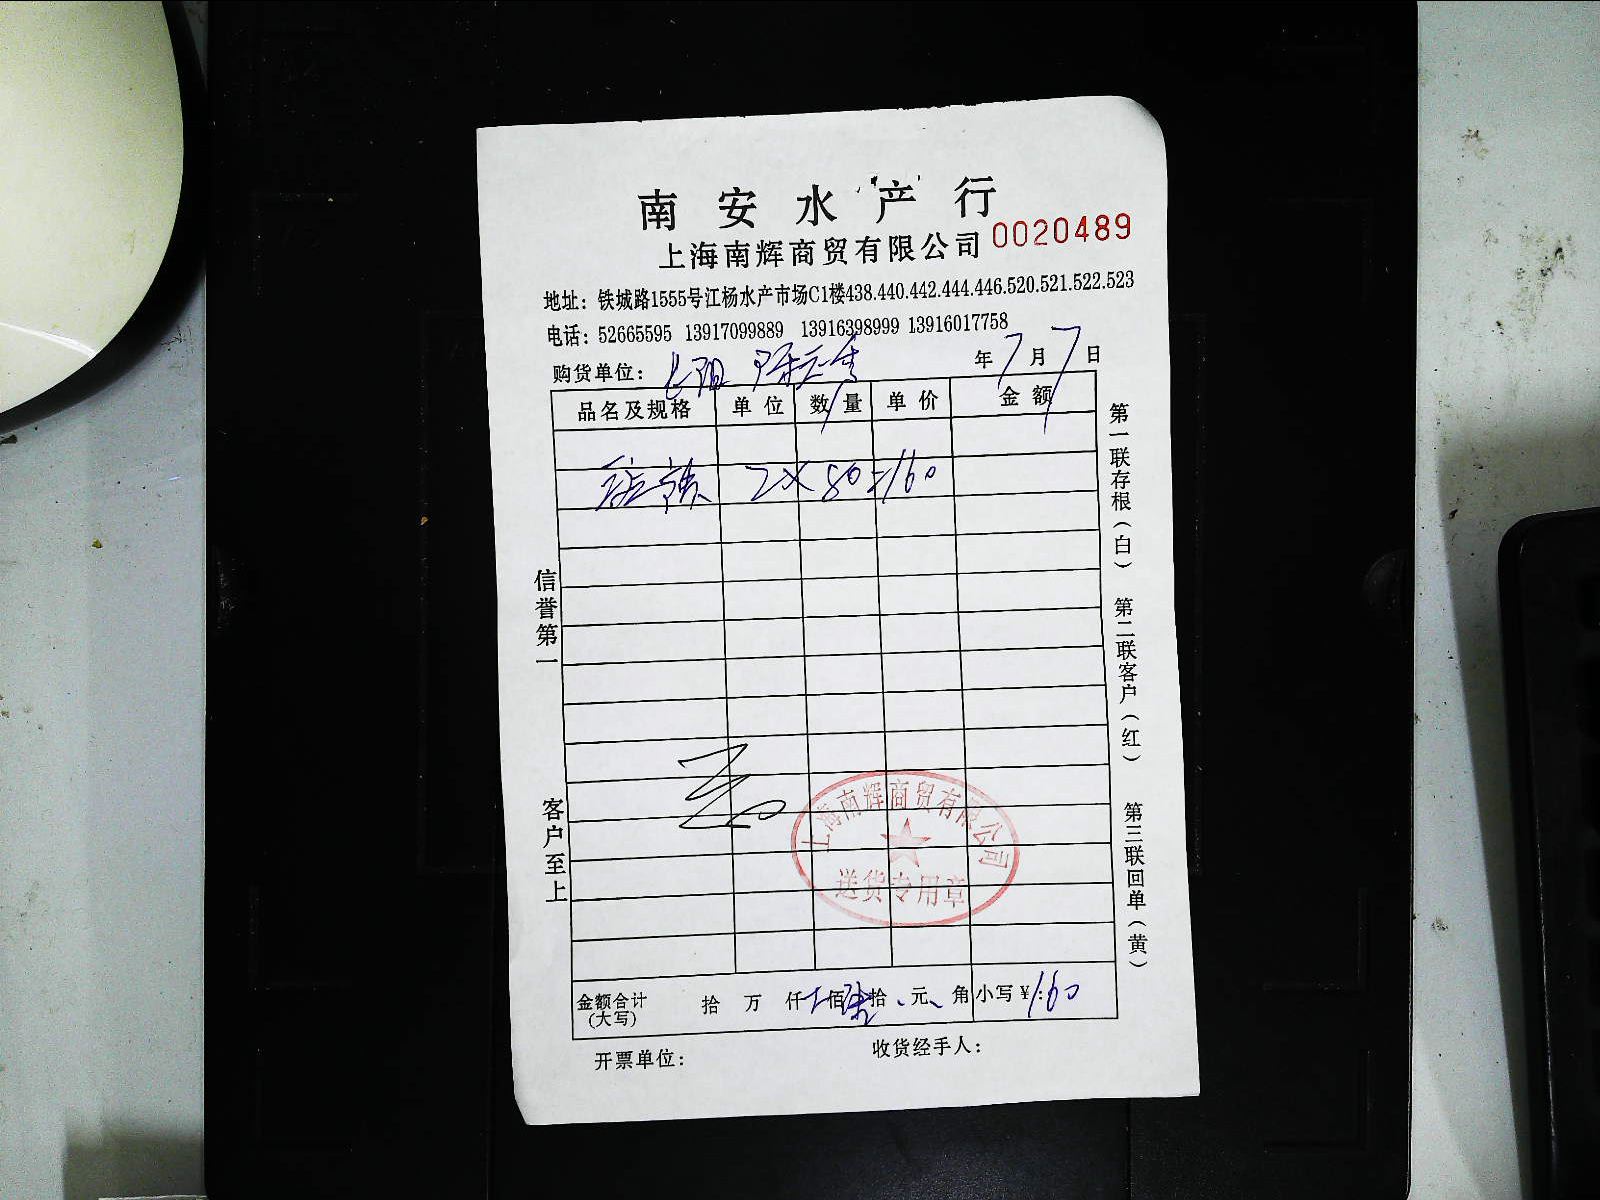 南安水产行
上海南辉商贸有限公司 0020489
地址：铁城路1555号江杨水产市场C1楼438.440.442.444.446.520.521.522.523
电话：52665595 13917099889 13916398999 13916017758
购货单位： 年7月7日
品名及规格 单位 数量 单价 金额
2×80=160
信誉第一
客户至上
第一联存根（白）
第二联客户（红）
第三联回单（黄）
上海南辉商贸有限公司
送货专用章
金额合计（大写） 拾 万 仟 佰 拾 元 角 小写¥：160
开票单位： 收货经手人：